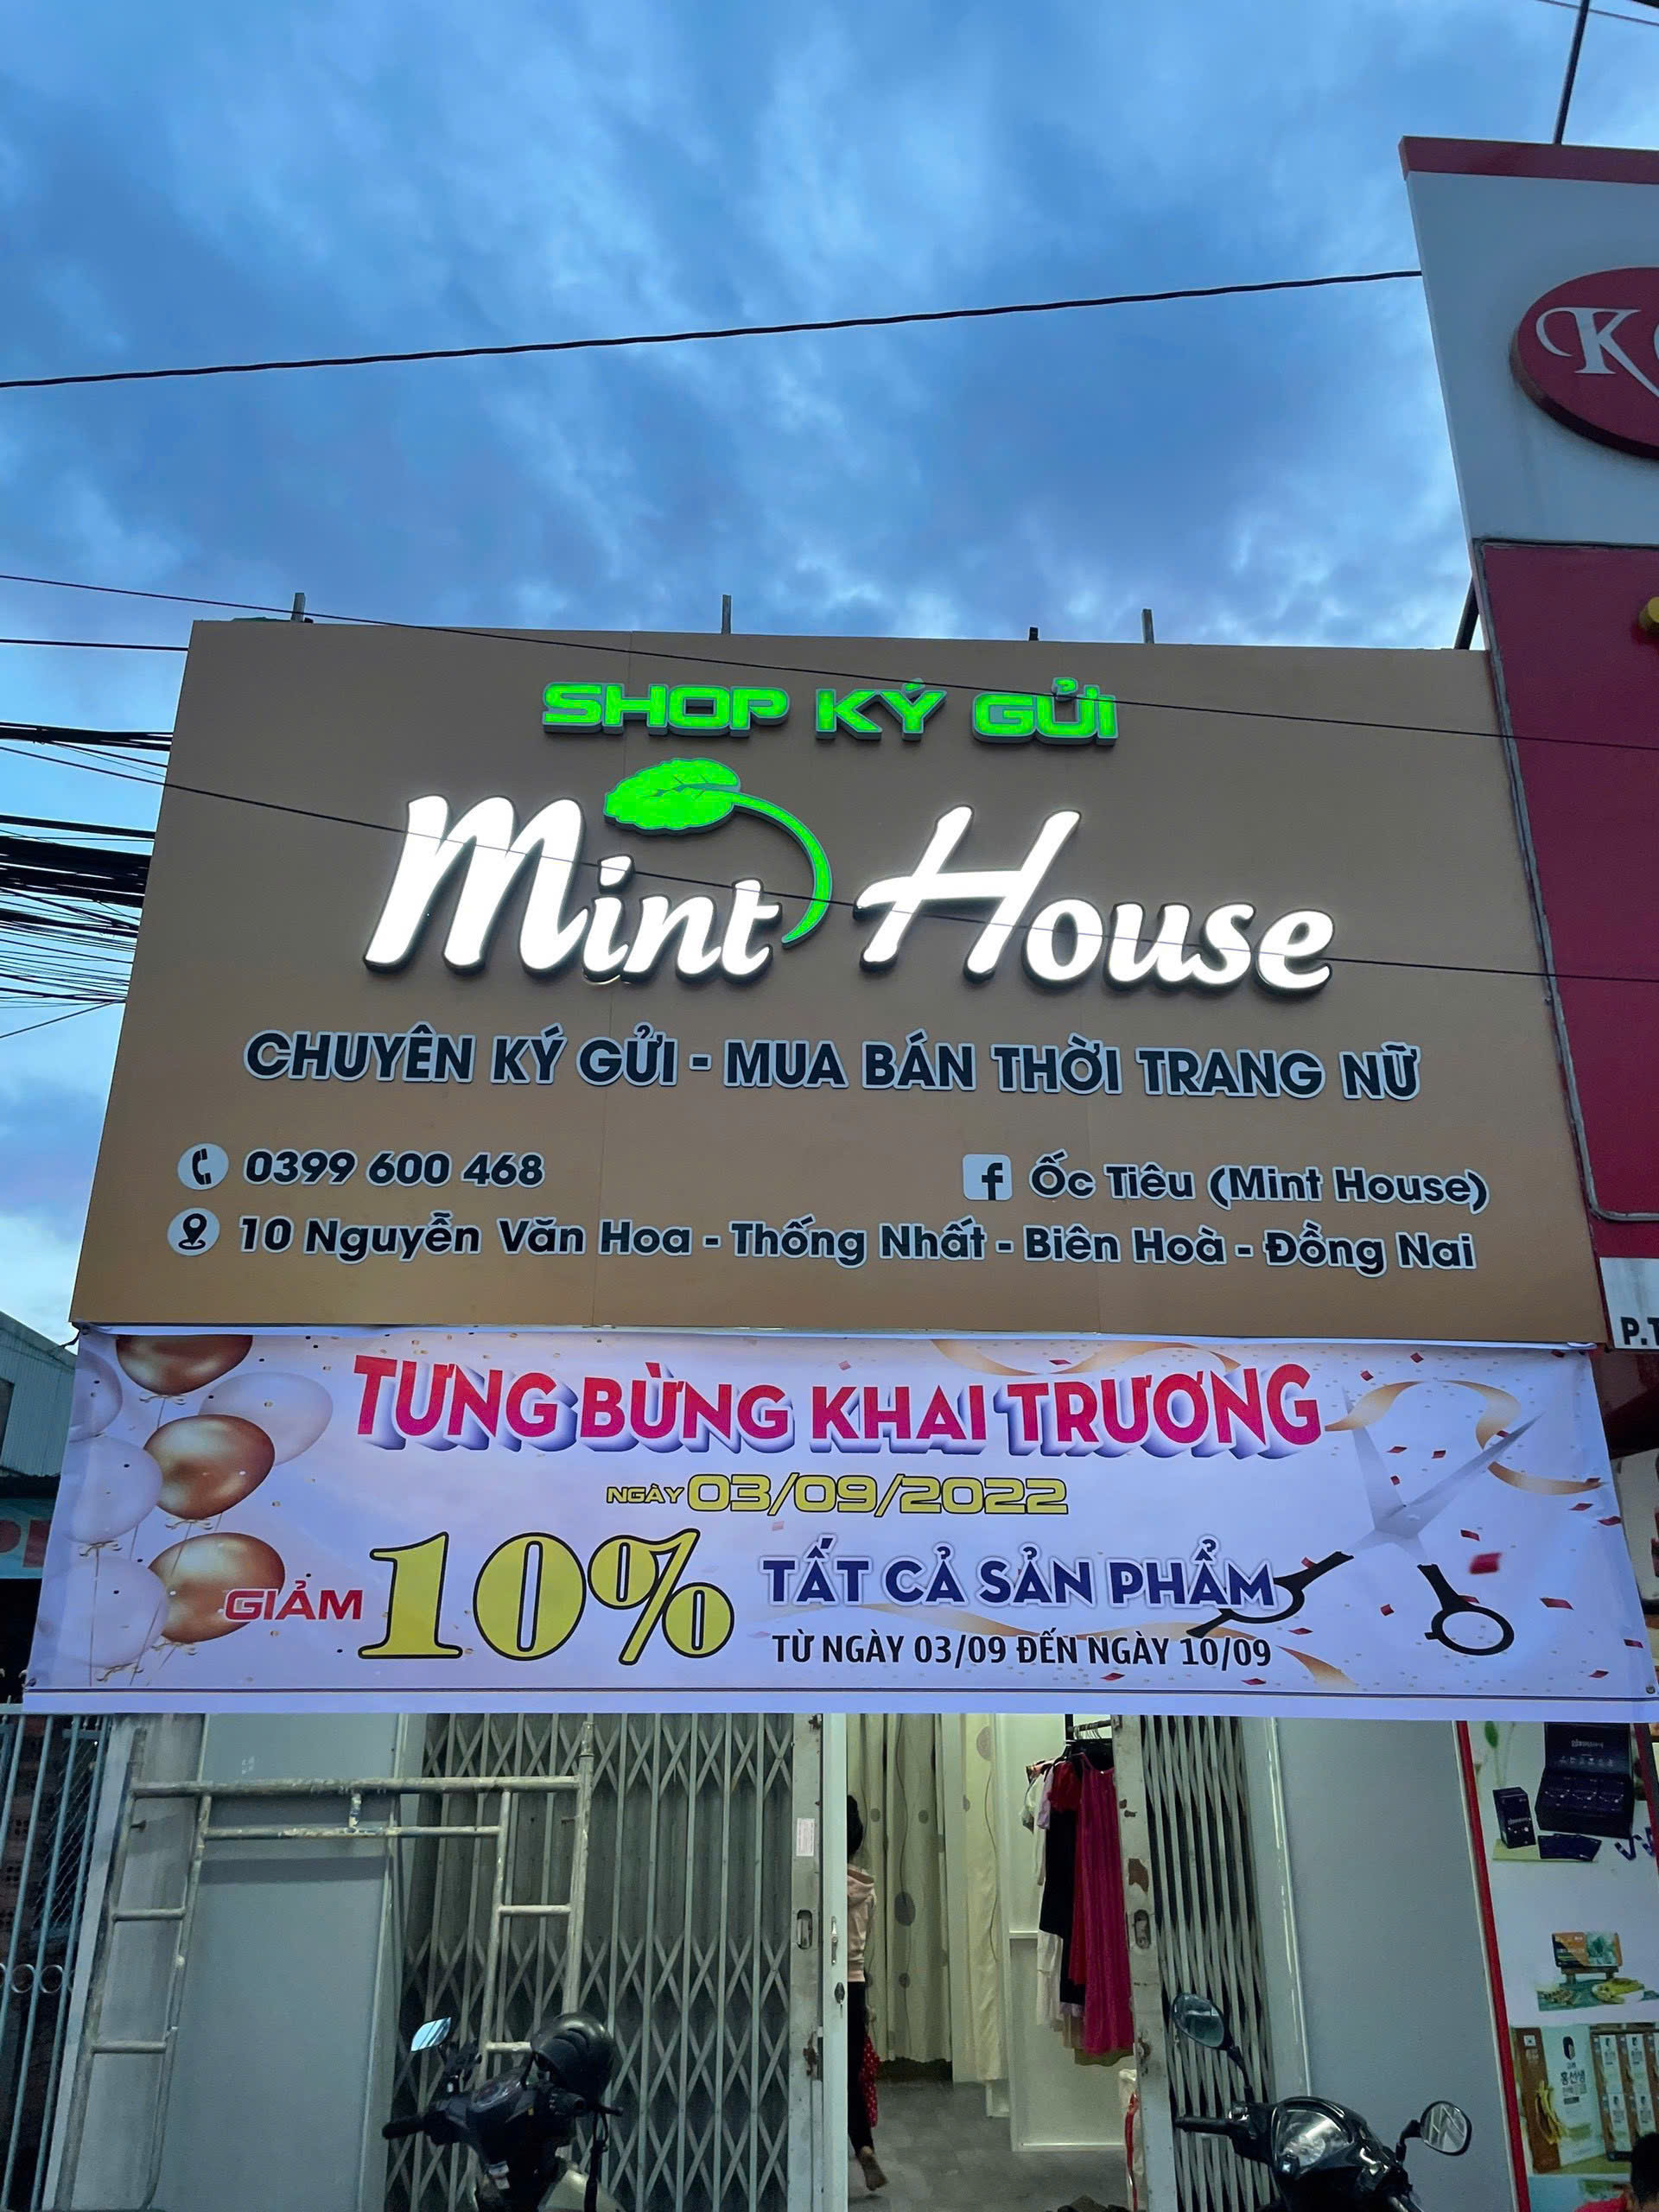 SHOP KÝ GỬI
Mint House
CHUYÊN KÝ GỬI - MUA BÁN THỜI TRANG NỮ
0399 600 468
f Ốc Tiêu (Mint House)
10 Nguyễn Văn Hoa - Thống Nhất - Biên Hoà - Đồng Nai
TƯNG BỪNG KHAI TRƯƠNG
NGÀY 03/09/2022
GIẢM 10% TẤT CẢ SẢN PHẨM
TỪ NGÀY 03/09 ĐẾN NGÀY 10/09